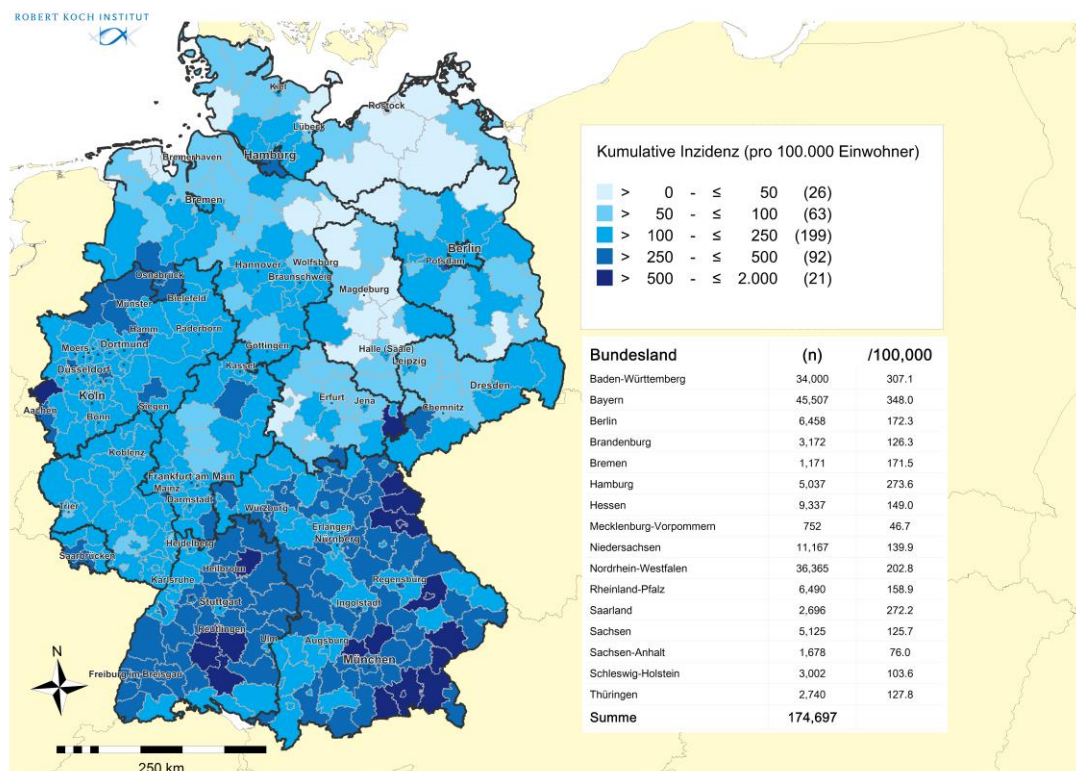 ROBERT KOCH INSTITUT
Kiel
Rostock
Lübeck
Bremerhaven
Hamburg
Bremen
Berlin
Potsdam
Hannover
Wolfsburg
Osnabrück
Braunschweig
Magdeburg
Bielefeld
Münster
Hamm
Paderborn
Moers
Dortmund
Göttingen
Halle (Saale)
Leipzig
Düsseldorf
Kassel
Dresden
Köln
Erfurt
Jena
Chemnitz
Aachen
Siegen
Bonn
Koblenz
Frankfurt am Main
Mainz
Trier
Darmstadt
Würzburg
Erlangen
Nürnberg
Heidelberg
Saarbrücken
Heilbronn
Karlsruhe
Regensburg
Stuttgart
Ingolstadt
Reutlingen
Ulm
Augsburg
München
Freiburg im Breisgau
N
250 km
Kumulative Inzidenz (pro 100.000 Einwohner)
> 0 - ≤ 50 (26)
> 50 - ≤ 100 (63)
> 100 - ≤ 250 (199)
> 250 - ≤ 500 (92)
> 500 - ≤ 2.000 (21)
Bundesland (n) /100,000
Baden-Württemberg 34,000 307.1
Bayern 45,507 348.0
Berlin 6,458 172.3
Brandenburg 3,172 126.3
Bremen 1,171 171.5
Hamburg 5,037 273.6
Hessen 9,337 149.0
Mecklenburg-Vorpommern 752 46.7
Niedersachsen 11,167 139.9
Nordrhein-Westfalen 36,365 202.8
Rheinland-Pfalz 6,490 158.9
Saarland 2,696 272.2
Sachsen 5,125 125.7
Sachsen-Anhalt 1,678 76.0
Schleswig-Holstein 3,002 103.6
Thüringen 2,740 127.8
Summe 174,697